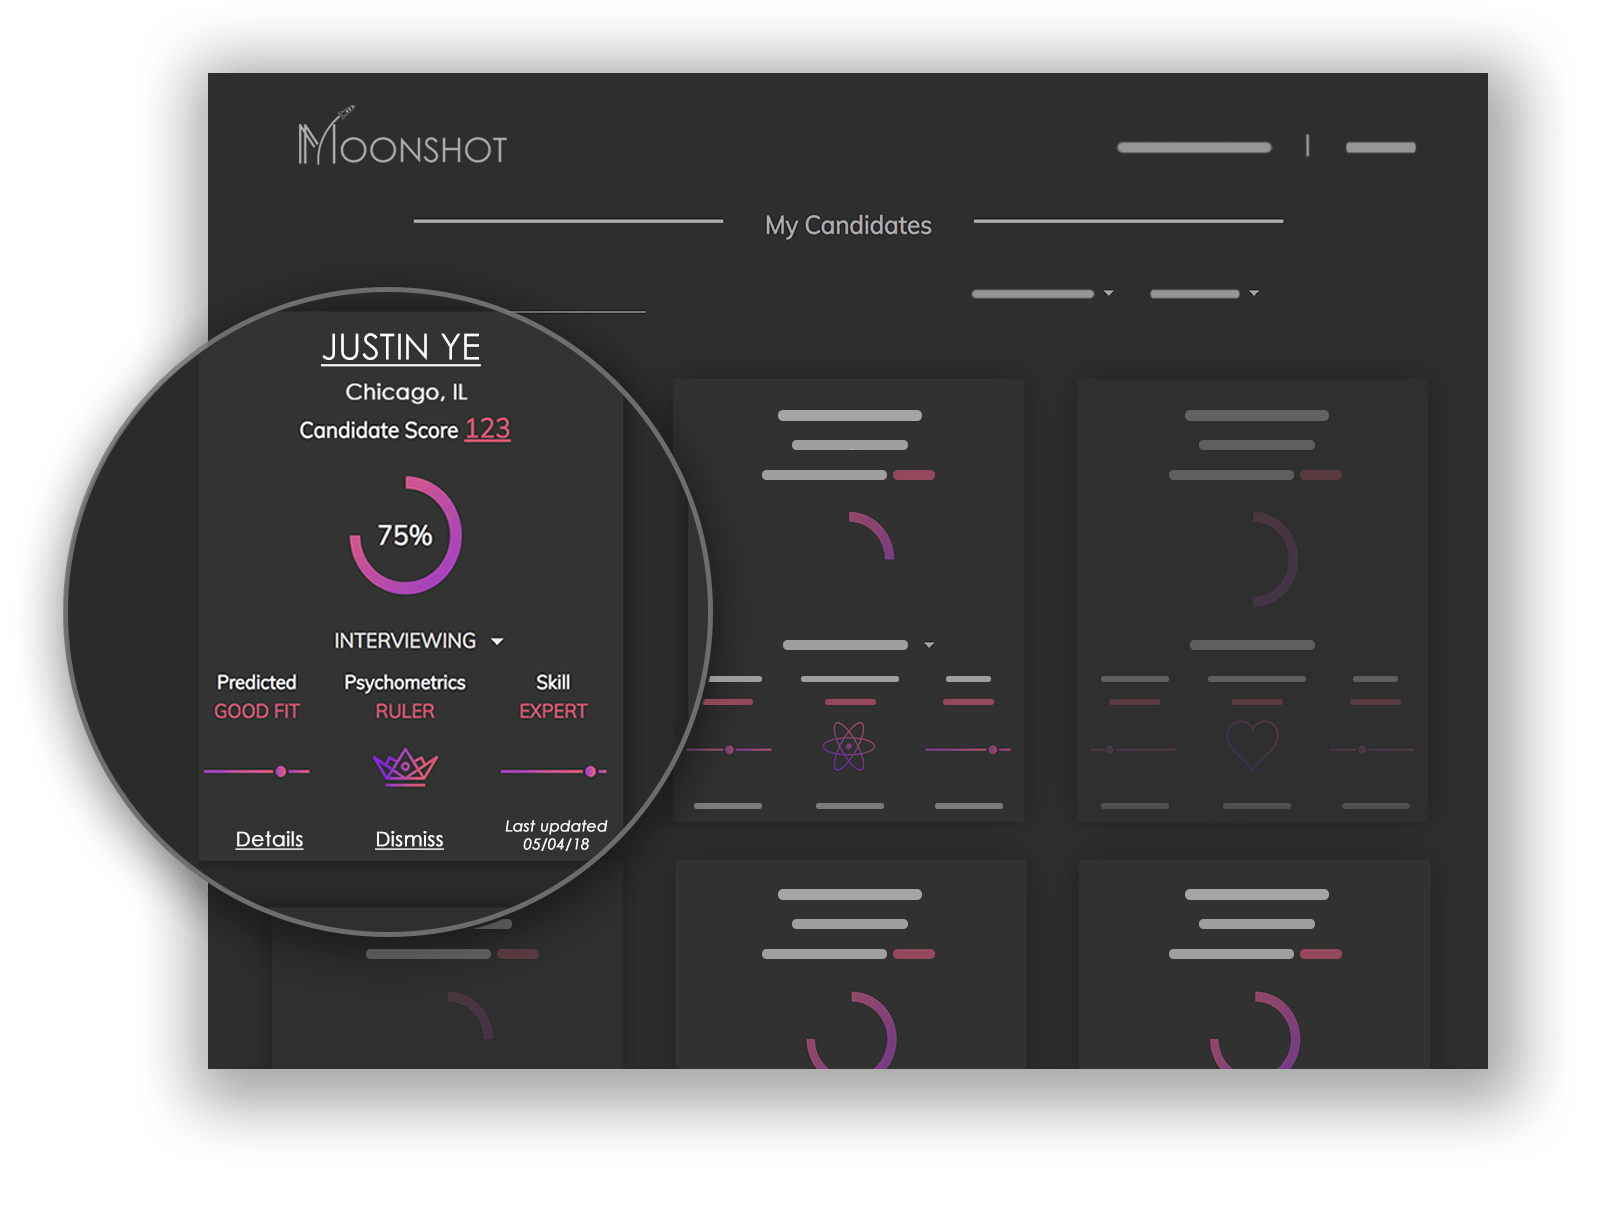 MOONSHOT
My Candidates
JUSTIN YE
Chicago, IL
Candidate Score 123
75%
INTERVIEWING
Predicted Psychometrics Skill
GOOD FIT RULER EXPERT
Details Dismiss Last updated
05/04/18